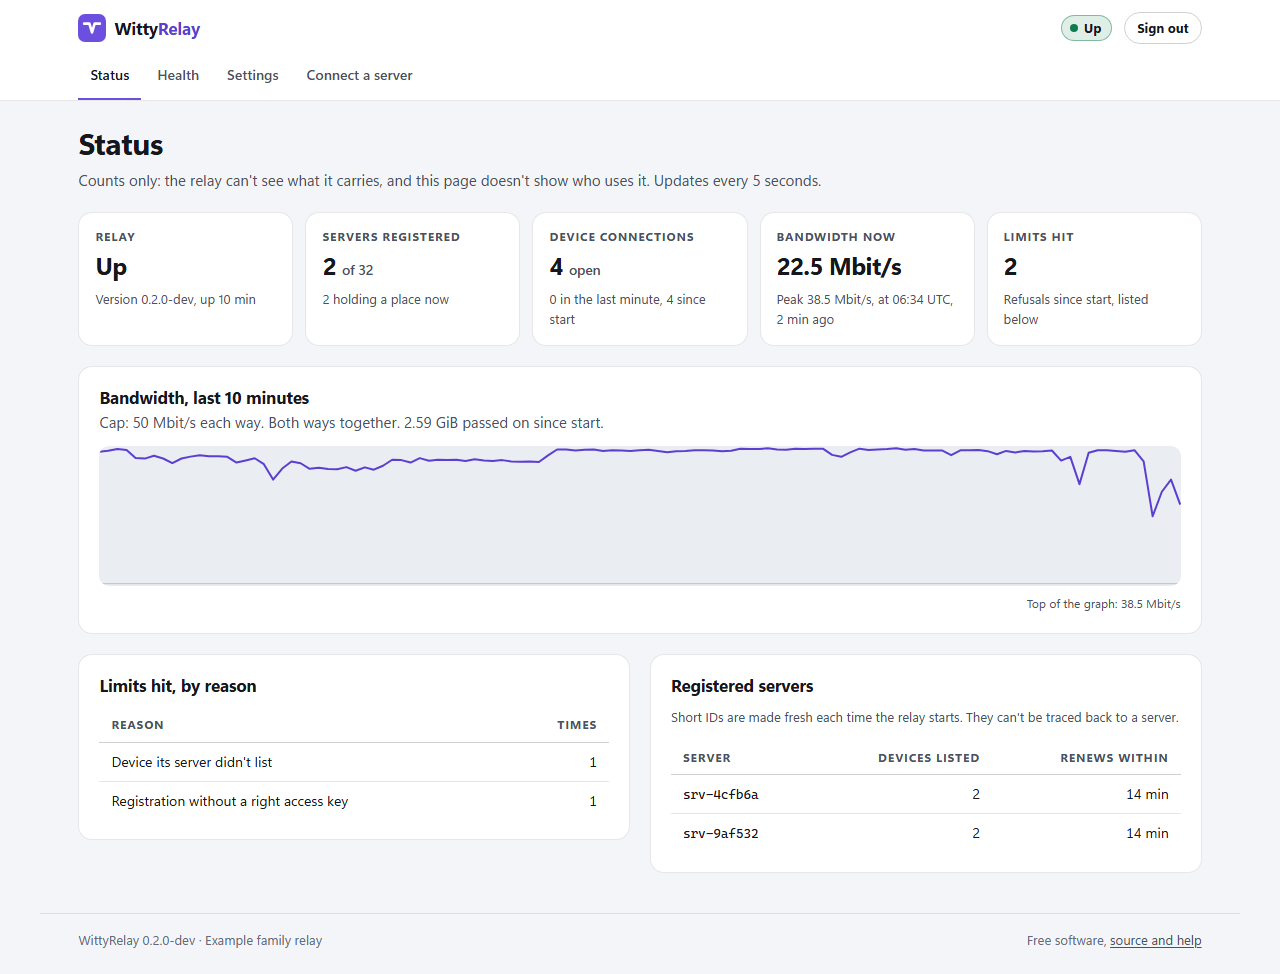 WittyRelay
Up
Sign out
Status
Health
Settings
Connect a server
Status
Counts only: the relay can't see what it carries, and this page doesn't show who uses it. Updates every 5 seconds.
RELAY
Up
Version 0.2.0-dev, up 10 min
SERVERS REGISTERED
2 of 32
2 holding a place now
DEVICE CONNECTIONS
4 open
0 in the last minute, 4 since
start
BANDWIDTH NOW
22.5 Mbit/s
Peak 38.5 Mbit/s, at 06:34 UTC,
2 min ago
LIMITS HIT
2
Refusals since start, listed
below
Bandwidth, last 10 minutes
Cap: 50 Mbit/s each way. Both ways together. 2.59 GiB passed on since start.
Top of the graph: 38.5 Mbit/s
Limits hit, by reason
REASON TIMES
Device its server didn't list 1
Registration without a right access key 1
Registered servers
Short IDs are made fresh each time the relay starts. They can't be traced back to a server.
SERVER DEVICES LISTED RENEWS WITHIN
srv-4cfb6a 2 14 min
srv-9af532 2 14 min
WittyRelay 0.2.0-dev · Example family relay
Free software, source and help